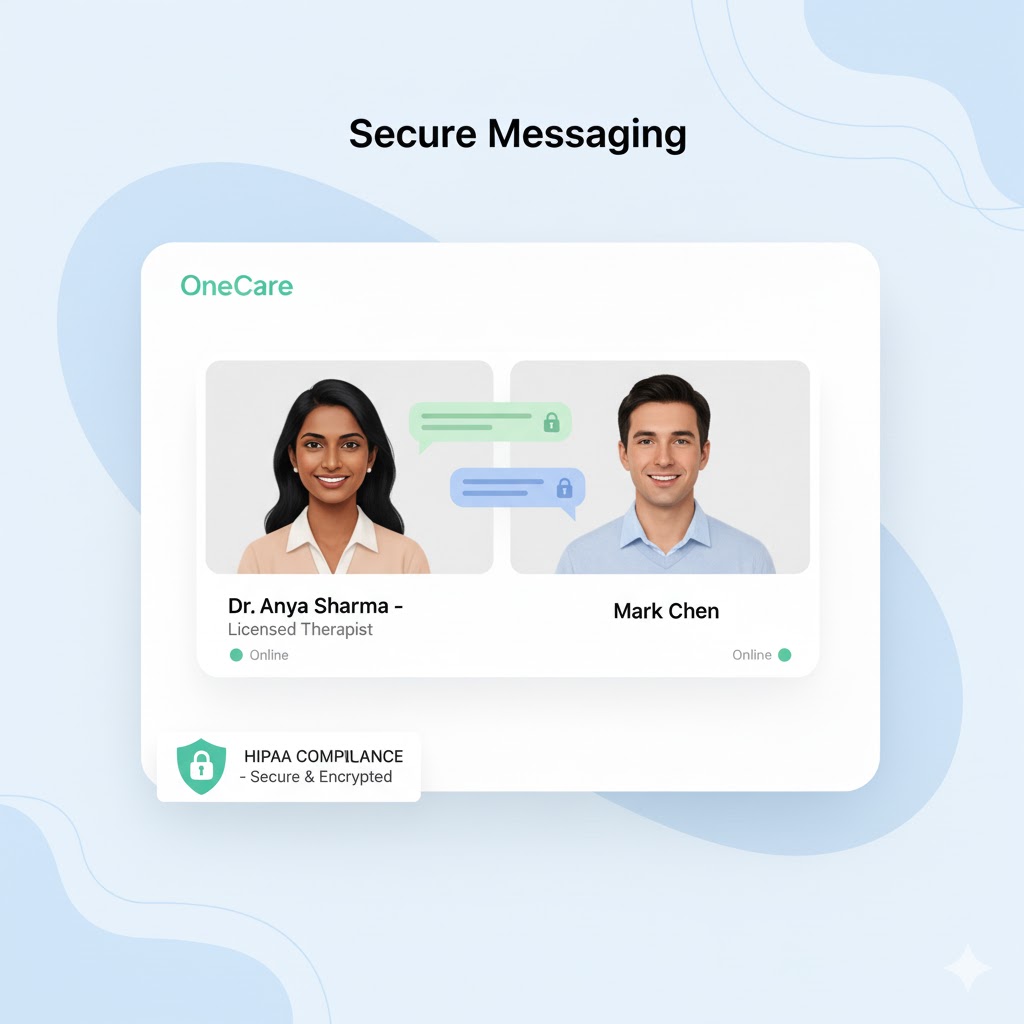 Secure Messaging
OneCare
Dr. Anya Sharma -
Licensed Therapist
Online
Mark Chen
Online
HIPAA COMPILANCE
- Secure & Encrypted